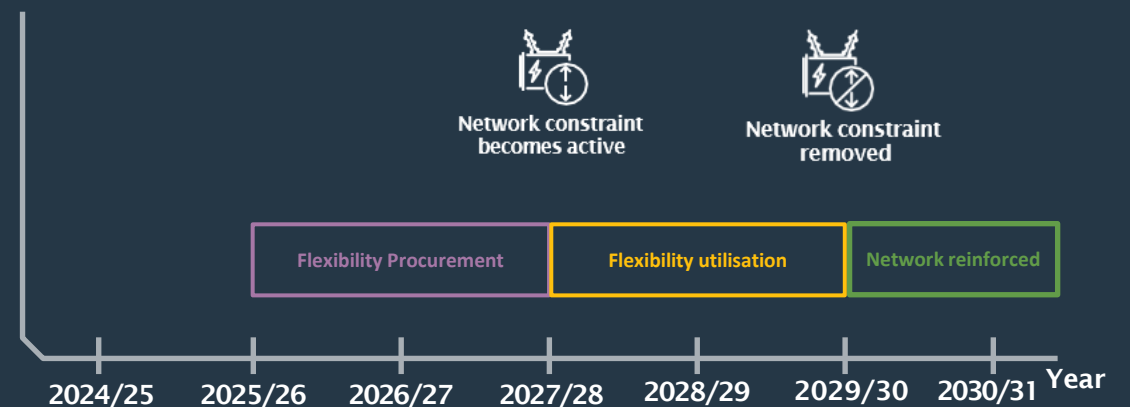 Network constraint
becomes active
Network constraint
removed
Flexibility Procurement
Flexibility utilisation
Network reinforced
2024/25
2025/26
2026/27
2027/28
2028/29
2029/30
2030/31
Year